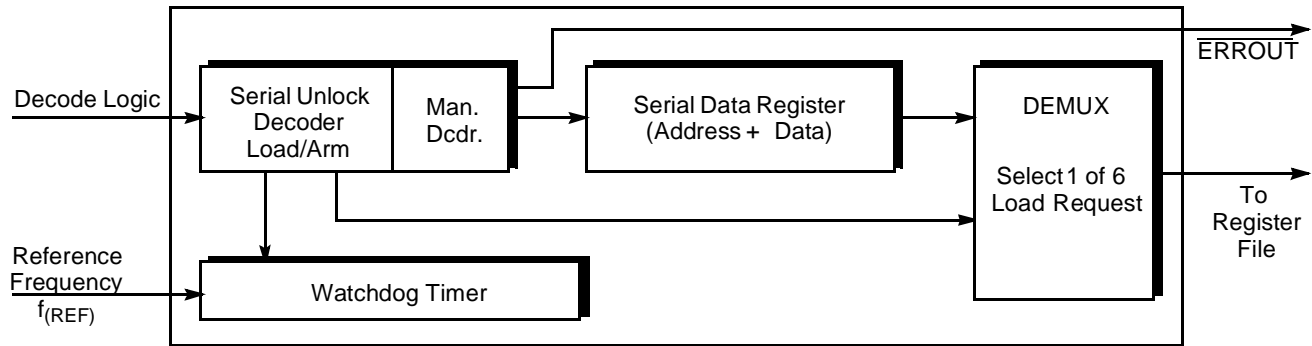 Decode Logic
Serial Unlock
Decoder
Load/Arm
Man.
Dcdr.
Serial Data Register
(Address + Data)
DEMUX
Select 1 of 6
Load Request
ERROUT
To
Register
File
Reference
Frequency
f(REF)
Watchdog Timer